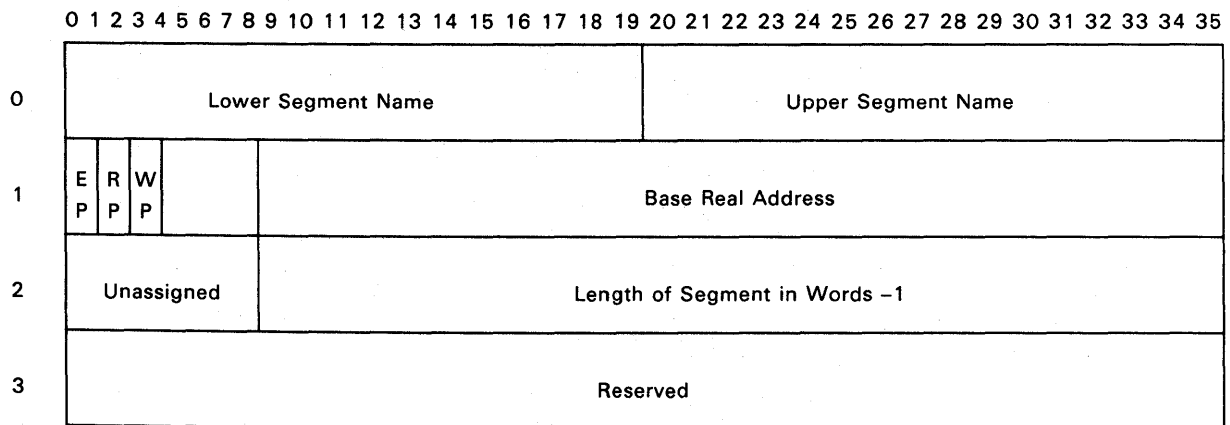 0 1 2 3 4 5 6 7 8 9 10 11 12 13 14 15 16 17 18 19 20 21 22 23 24 25 26 27 28 29 30 31 32 33 34 35
0 Lower Segment Name Upper Segment Name
1 EP RP WP Base Real Address
2 Unassigned Length of Segment in Words –1
3 Reserved